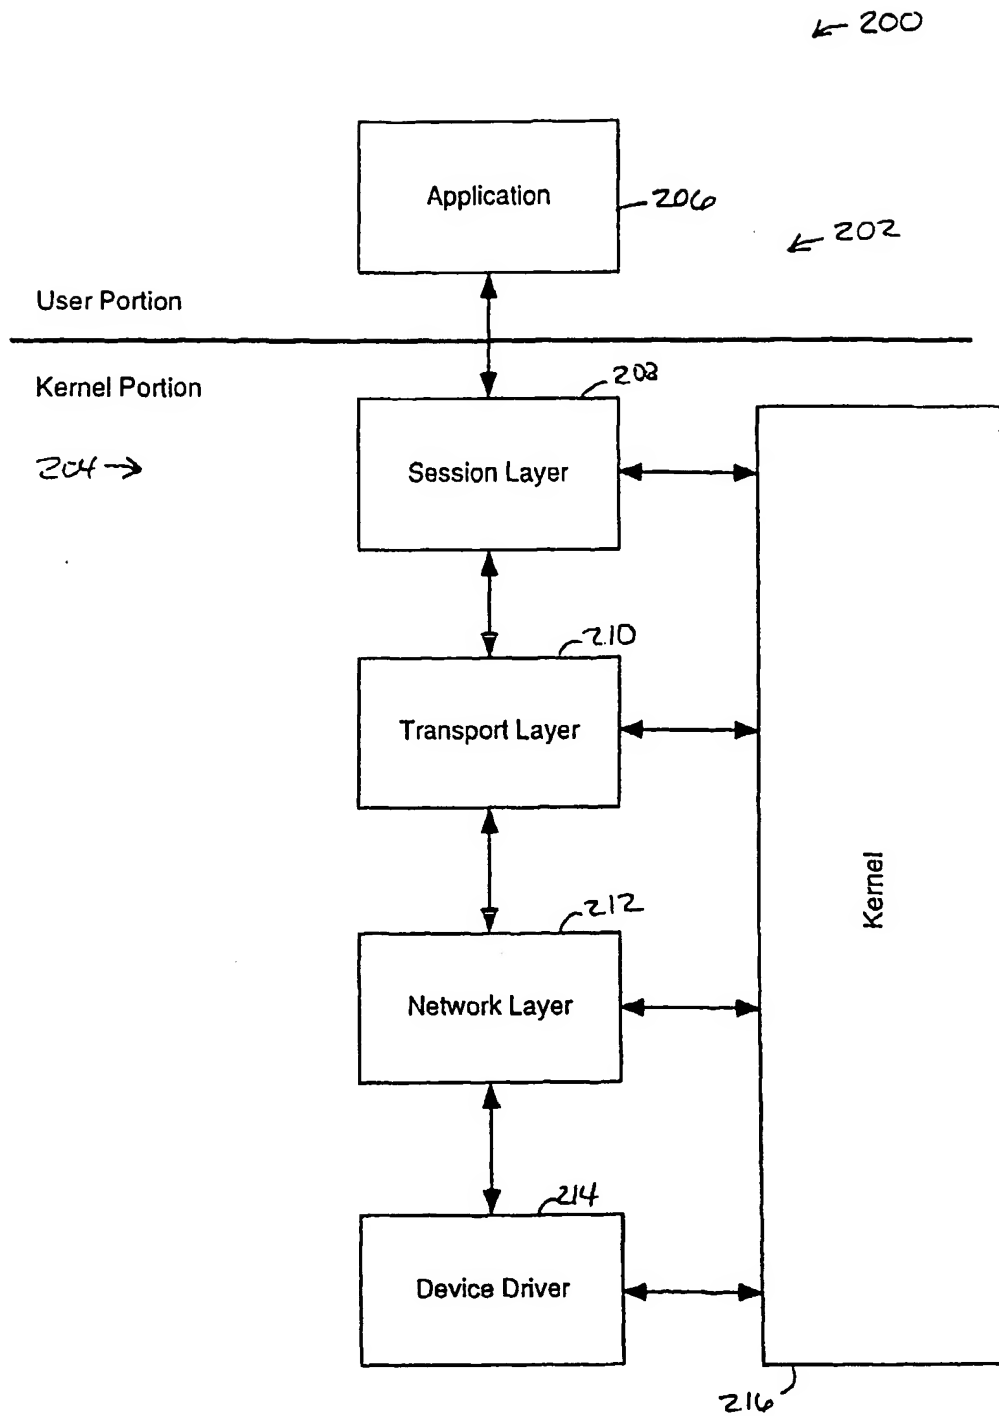 ← 200
Application
206
← 202
User Portion
Kernel Portion
208
204 →
Session Layer
210
Transport Layer
Kernel
212
Network Layer
214
Device Driver
216